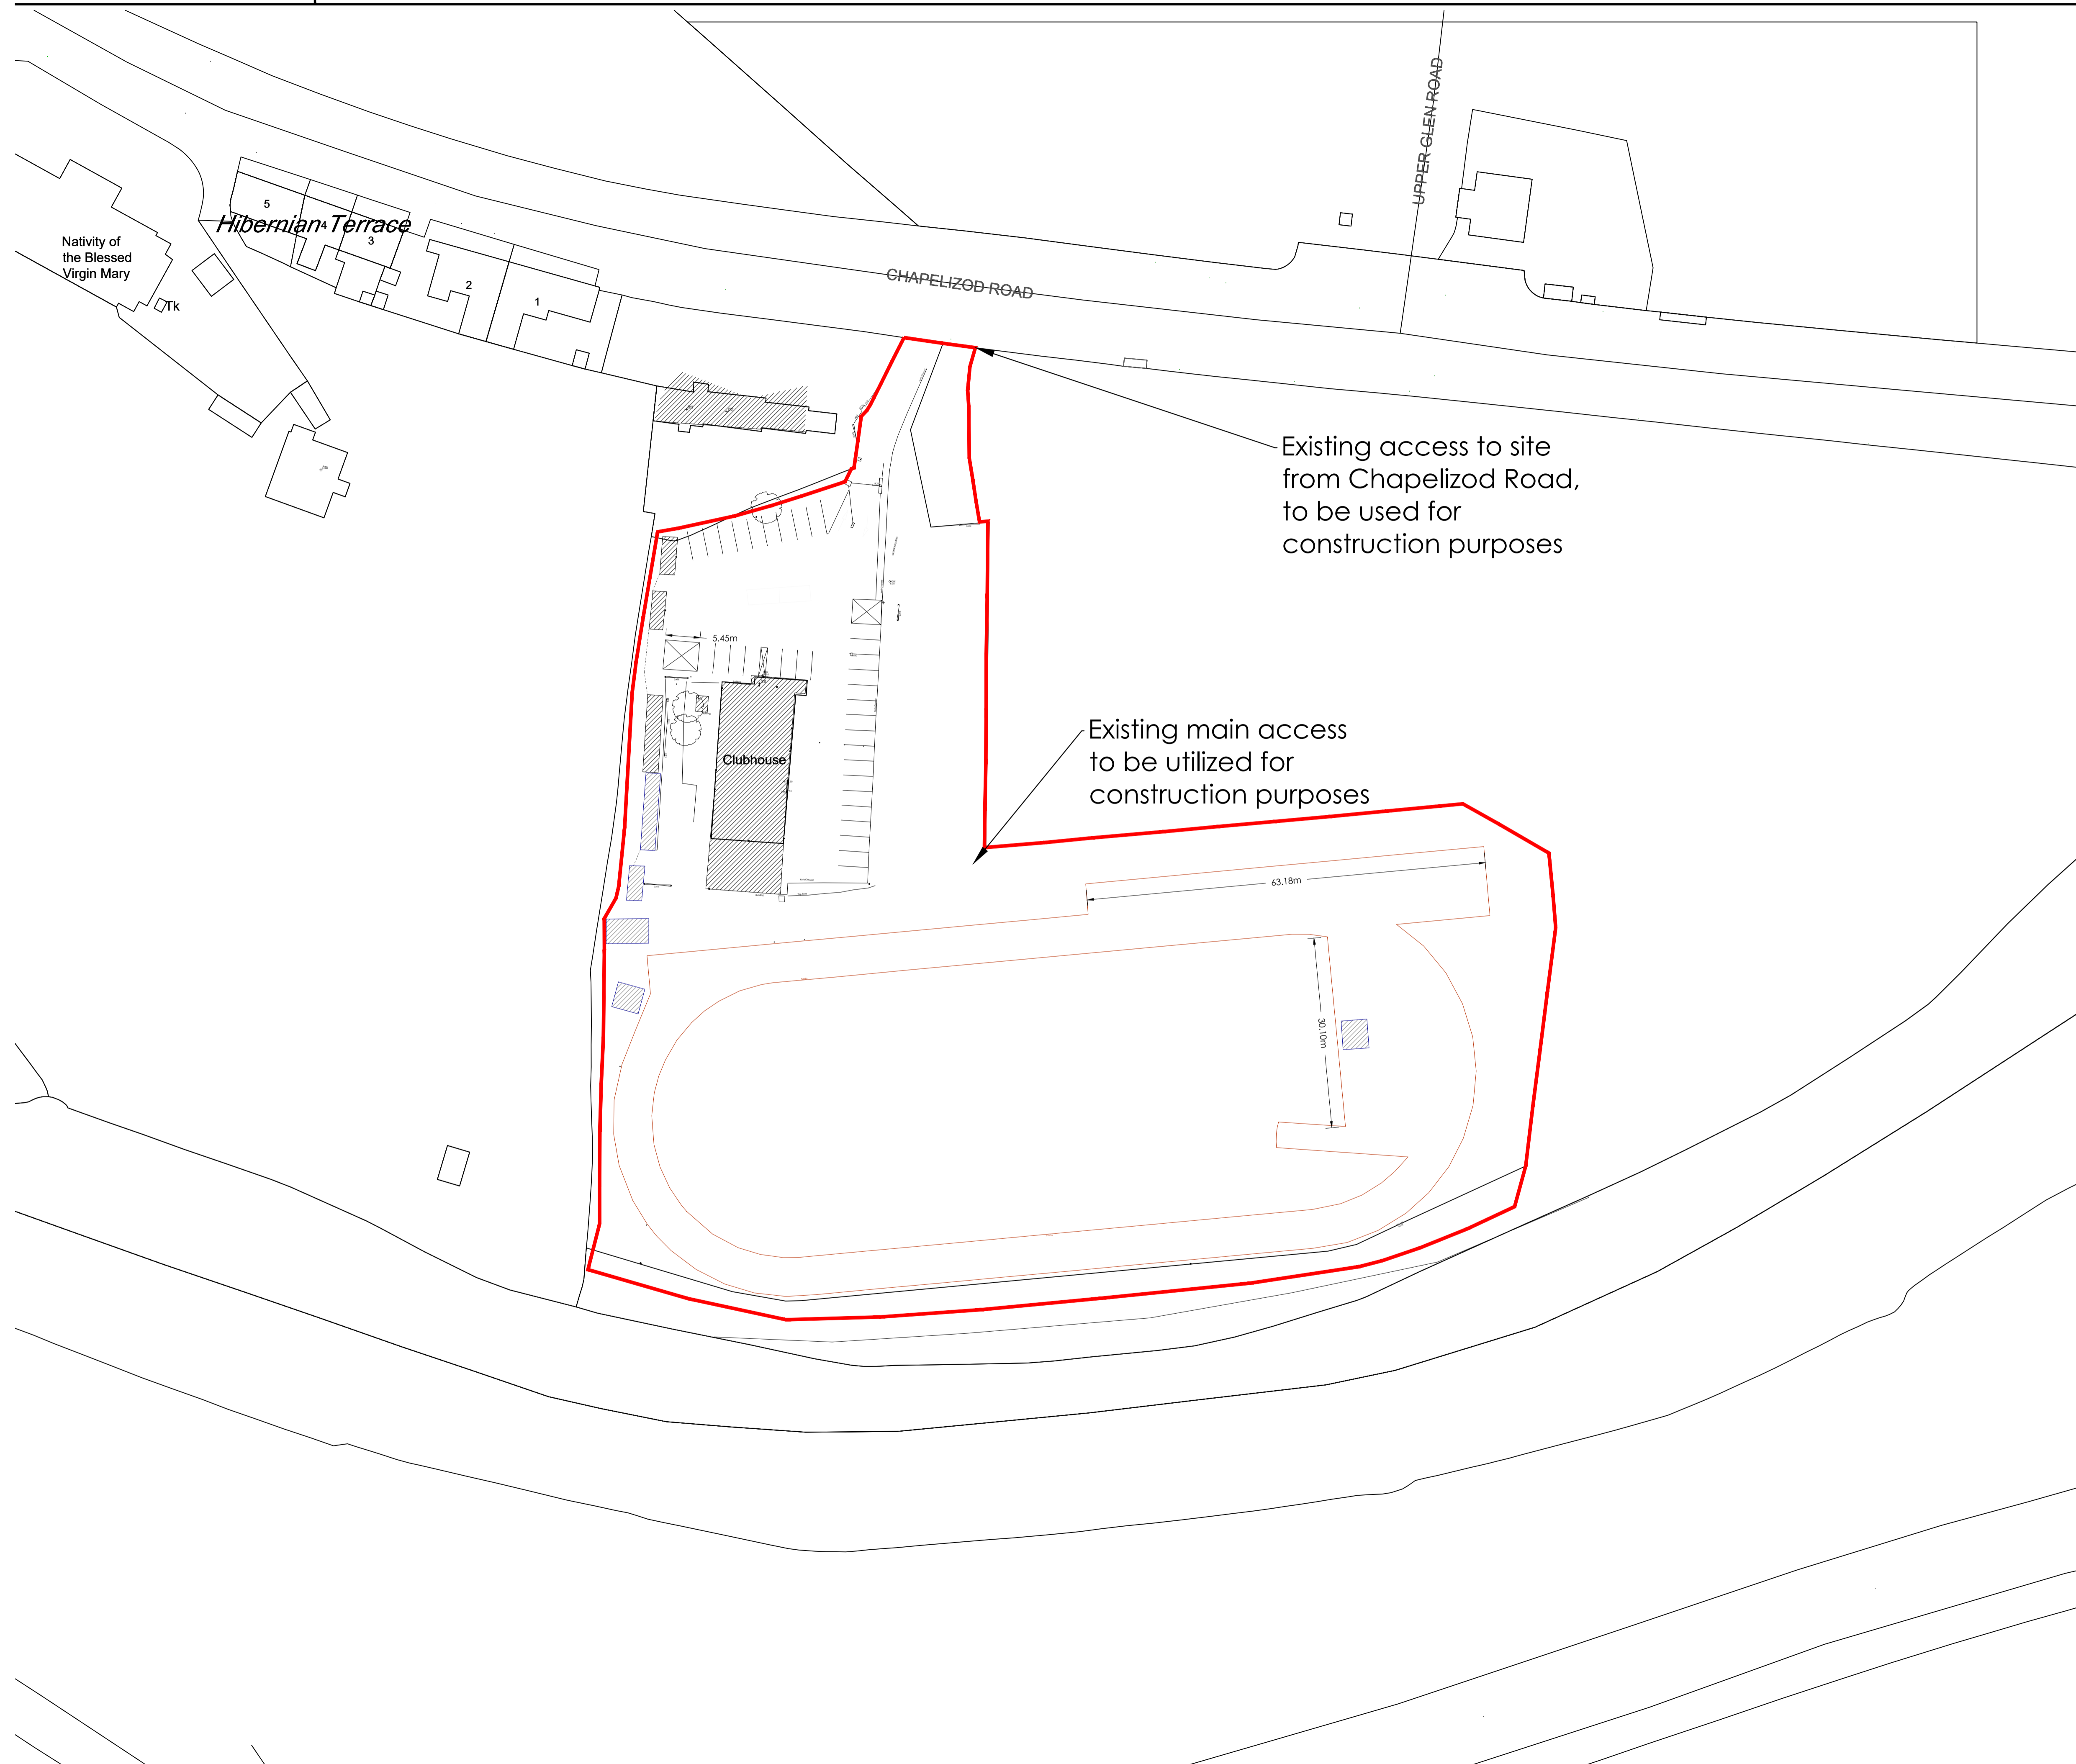 UPPER GLEN ROAD
5
Hibernian Terrace
4
3
2
1
Nativity of
the Blessed
Virgin Mary
Tk
CHAPELIZOD ROAD
Existing access to site
from Chapelizod Road,
to be used for
construction purposes
5.45m
Clubhouse
Existing main access
to be utilized for
construction purposes
63.18m
30.10m